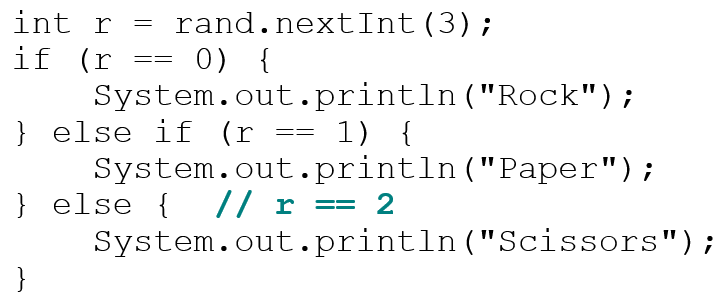 int r = rand.nextInt(3);
if (r == 0) {
    System.out.println("Rock");
} else if (r == 1) {
    System.out.println("Paper");
} else {  // r == 2
    System.out.println("Scissors");
}